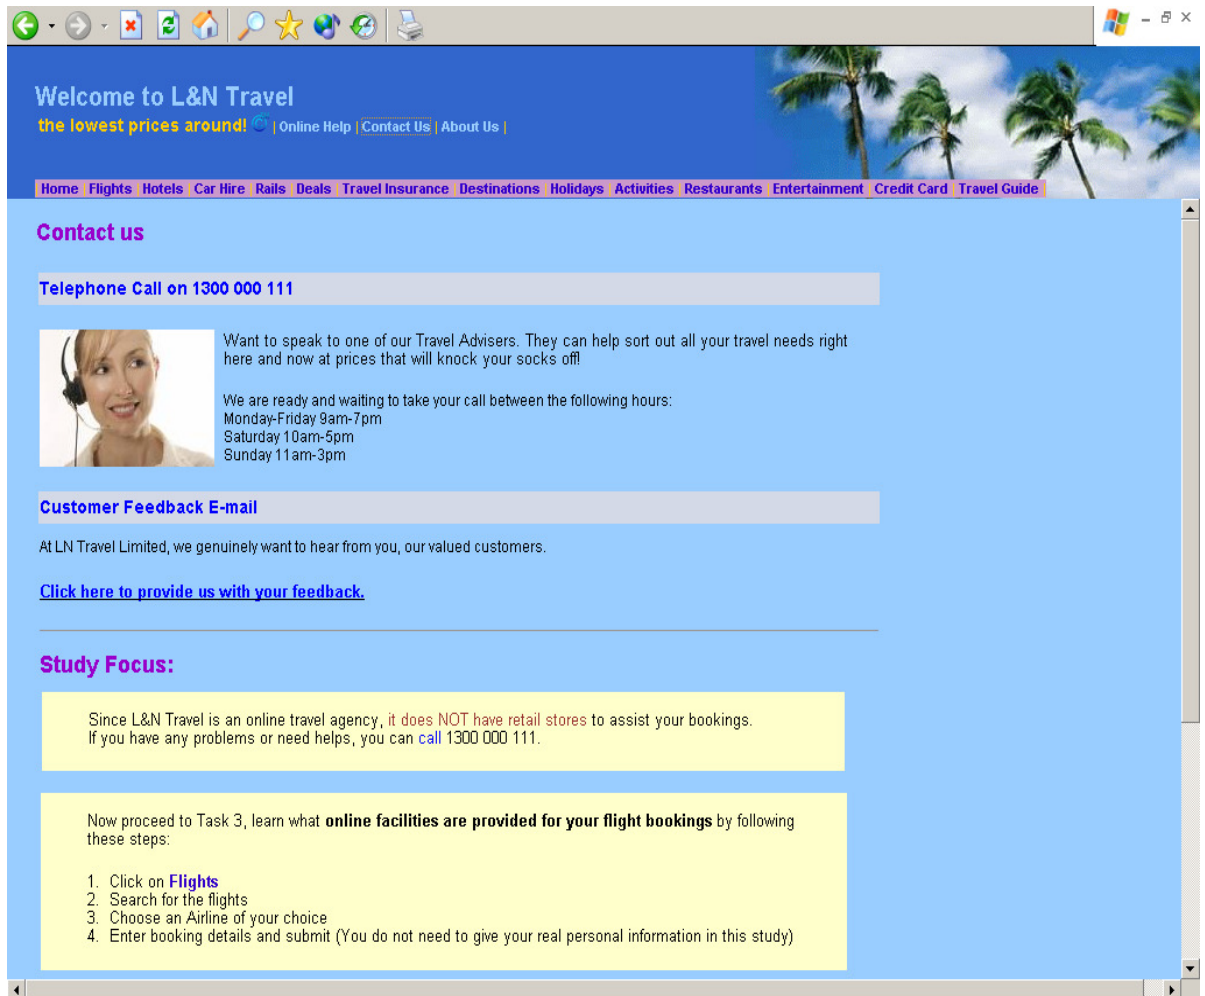 Welcome to L&N Travel
the lowest prices around! | Online Help | Contact Us | About Us |
| Home | Flights | Hotels | Car Hire | Rails | Deals | Travel Insurance | Destinations | Holidays | Activities | Restaurants | Entertainment | Credit Card | Travel Guide |
Contact us
Telephone Call on 1300 000 111
Want to speak to one of our Travel Advisers. They can help sort out all your travel needs right
here and now at prices that will knock your socks off!
We are ready and waiting to take your call between the following hours:
Monday-Friday 9am-7pm
Saturday 10am-5pm
Sunday 11am-3pm
Customer Feedback E-mail
At LN Travel Limited, we genuinely want to hear from you, our valued customers.
Click here to provide us with your feedback.
Study Focus:
Since L&N Travel is an online travel agency, it does NOT have retail stores to assist your bookings.
If you have any problems or need helps, you can call 1300 000 111.
Now proceed to Task 3, learn what online facilities are provided for your flight bookings by following
these steps:
1. Click on Flights
2. Search for the flights
3. Choose an Airline of your choice
4. Enter booking details and submit (You do not need to give your real personal information in this study)